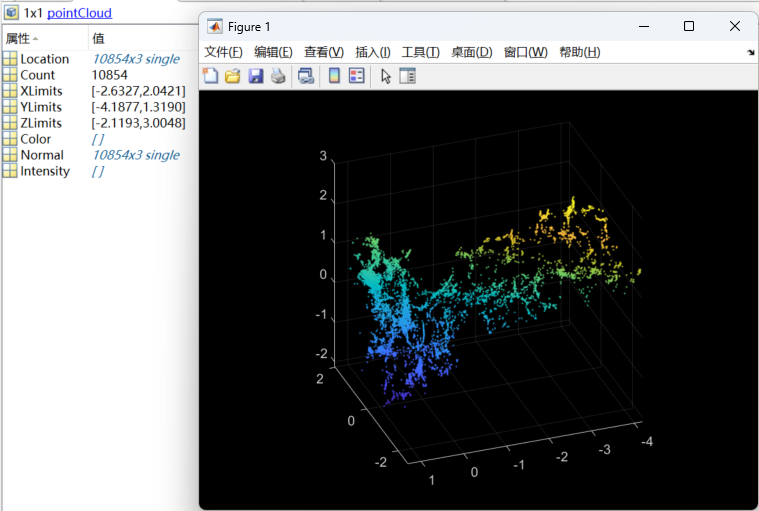 1x1 pointCloud
属性 值
Location 10854x3 single
Count 10854
XLimits [-2.6327,2.0421]
YLimits [-4.1877,1.3190]
ZLimits [-2.1193,3.0048]
Color []
Normal 10854x3 single
Intensity []
Figure 1
文件(F) 编辑(E) 查看(V) 插入(I) 工具(T) 桌面(D) 窗口(W) 帮助(H)
3
2
1
0
-1
-2
2
0
-2
1
0
-1
-2
-3
-4